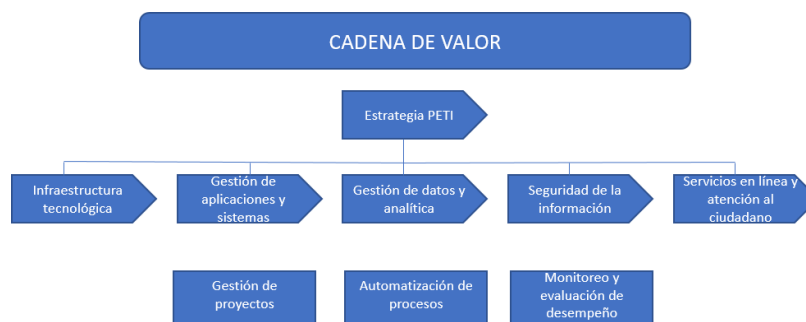 CADENA DE VALOR
Estrategia PETI
Infraestructura
tecnológica
Gestión de
aplicaciones y
sistemas
Gestión de datos y
analítica
Seguridad de la
información
Servicios en línea y
atención al
ciudadano
Gestión de
proyectos
Automatización de
procesos
Monitoreo y
evaluación de
desempeño